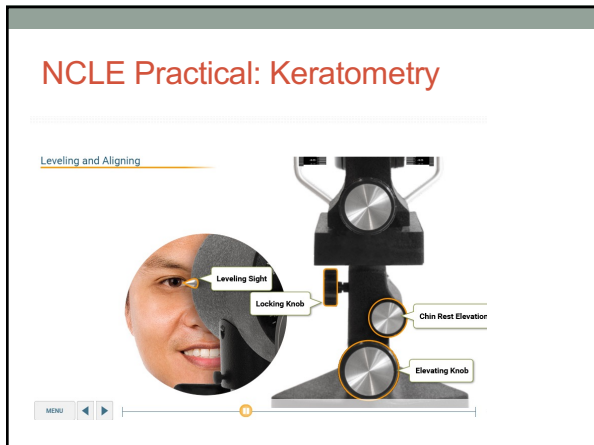 NCLE Practical: Keratometry
Leveling and Aligning
Leveling Sight
Locking Knob
Chin Rest Elevation
Elevating Knob
MENU